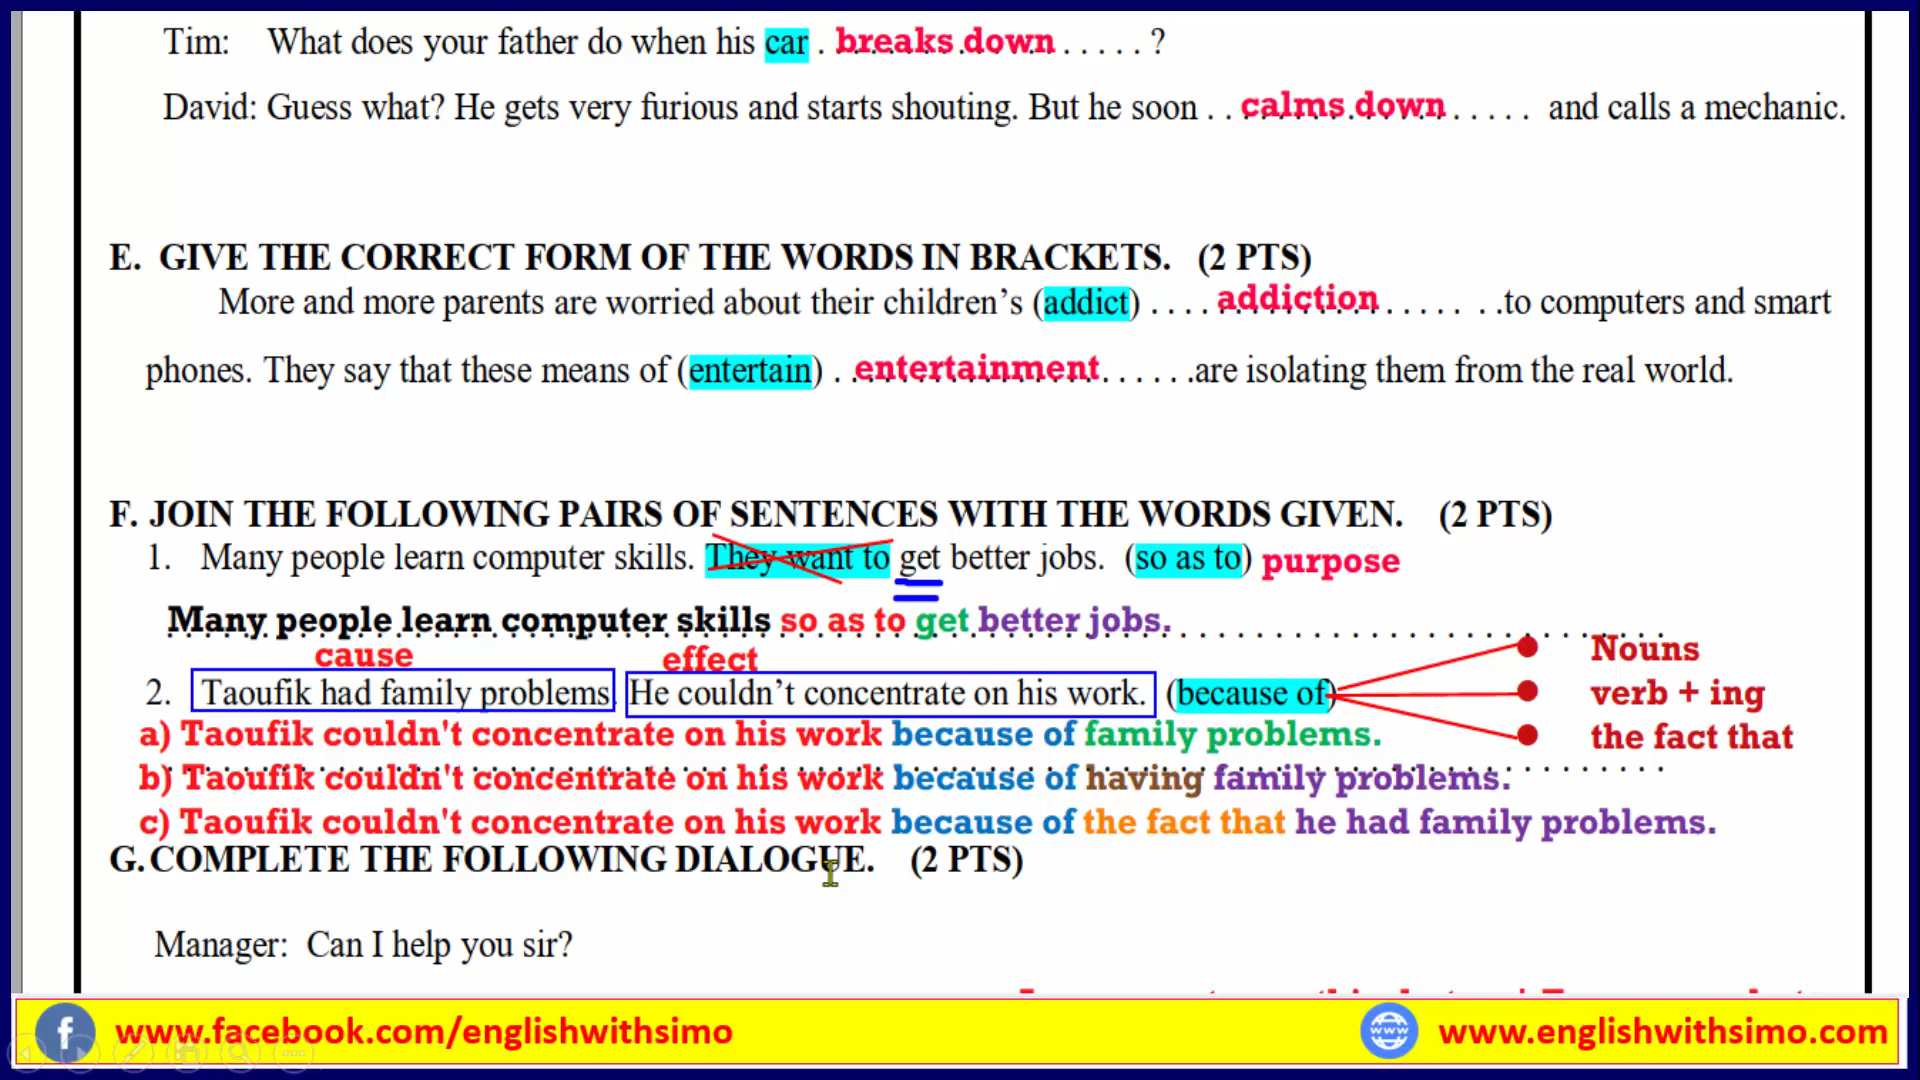 Tim: What does your father do when his car . breaks down . . . . . ?
David: Guess what? He gets very furious and starts shouting. But he soon . . calms down . . . . . and calls a mechanic.
E. GIVE THE CORRECT FORM OF THE WORDS IN BRACKETS. (2 PTS)
More and more parents are worried about their children’s (addict) . . . . addiction . . . . . .to computers and smart
phones. They say that these means of (entertain) . . entertainment . . . . . .are isolating them from the real world.
F. JOIN THE FOLLOWING PAIRS OF SENTENCES WITH THE WORDS GIVEN. (2 PTS)
1. Many people learn computer skills. They want to get better jobs. (so as to) purpose
Many people learn computer skills so as to get better jobs.
cause effect
2. Taoufik had family problems. He couldn’t concentrate on his work. (because of)
Nouns
verb + ing
the fact that
a) Taoufik couldn't concentrate on his work because of family problems.
b) Taoufik couldn't concentrate on his work because of having family problems.
c) Taoufik couldn't concentrate on his work because of the fact that he had family problems.
G. COMPLETE THE FOLLOWING DIALOGUE. (2 PTS)
Manager: Can I help you sir?
f www.facebook.com/englishwithsimo
www www.englishwithsimo.com